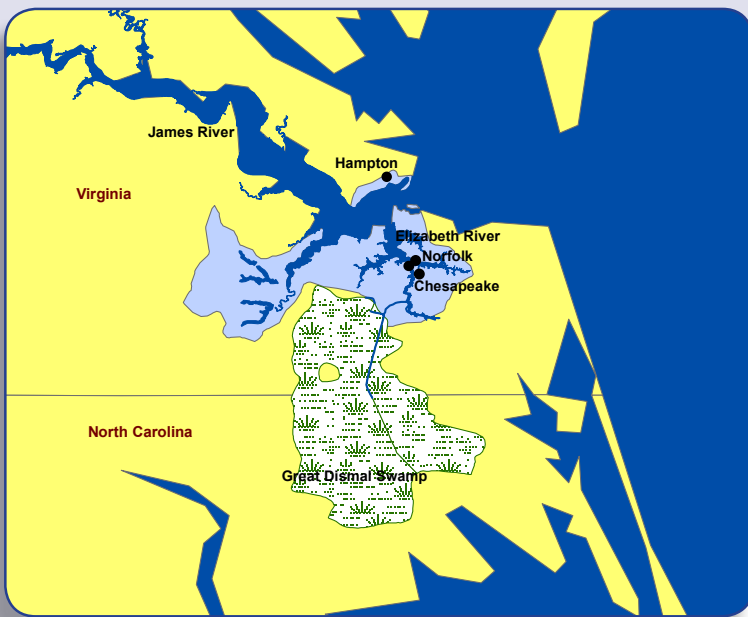 James River
Hampton
Virginia
Elizabeth River
Norfolk
Chesapeake
North Carolina
Great Dismal Swamp